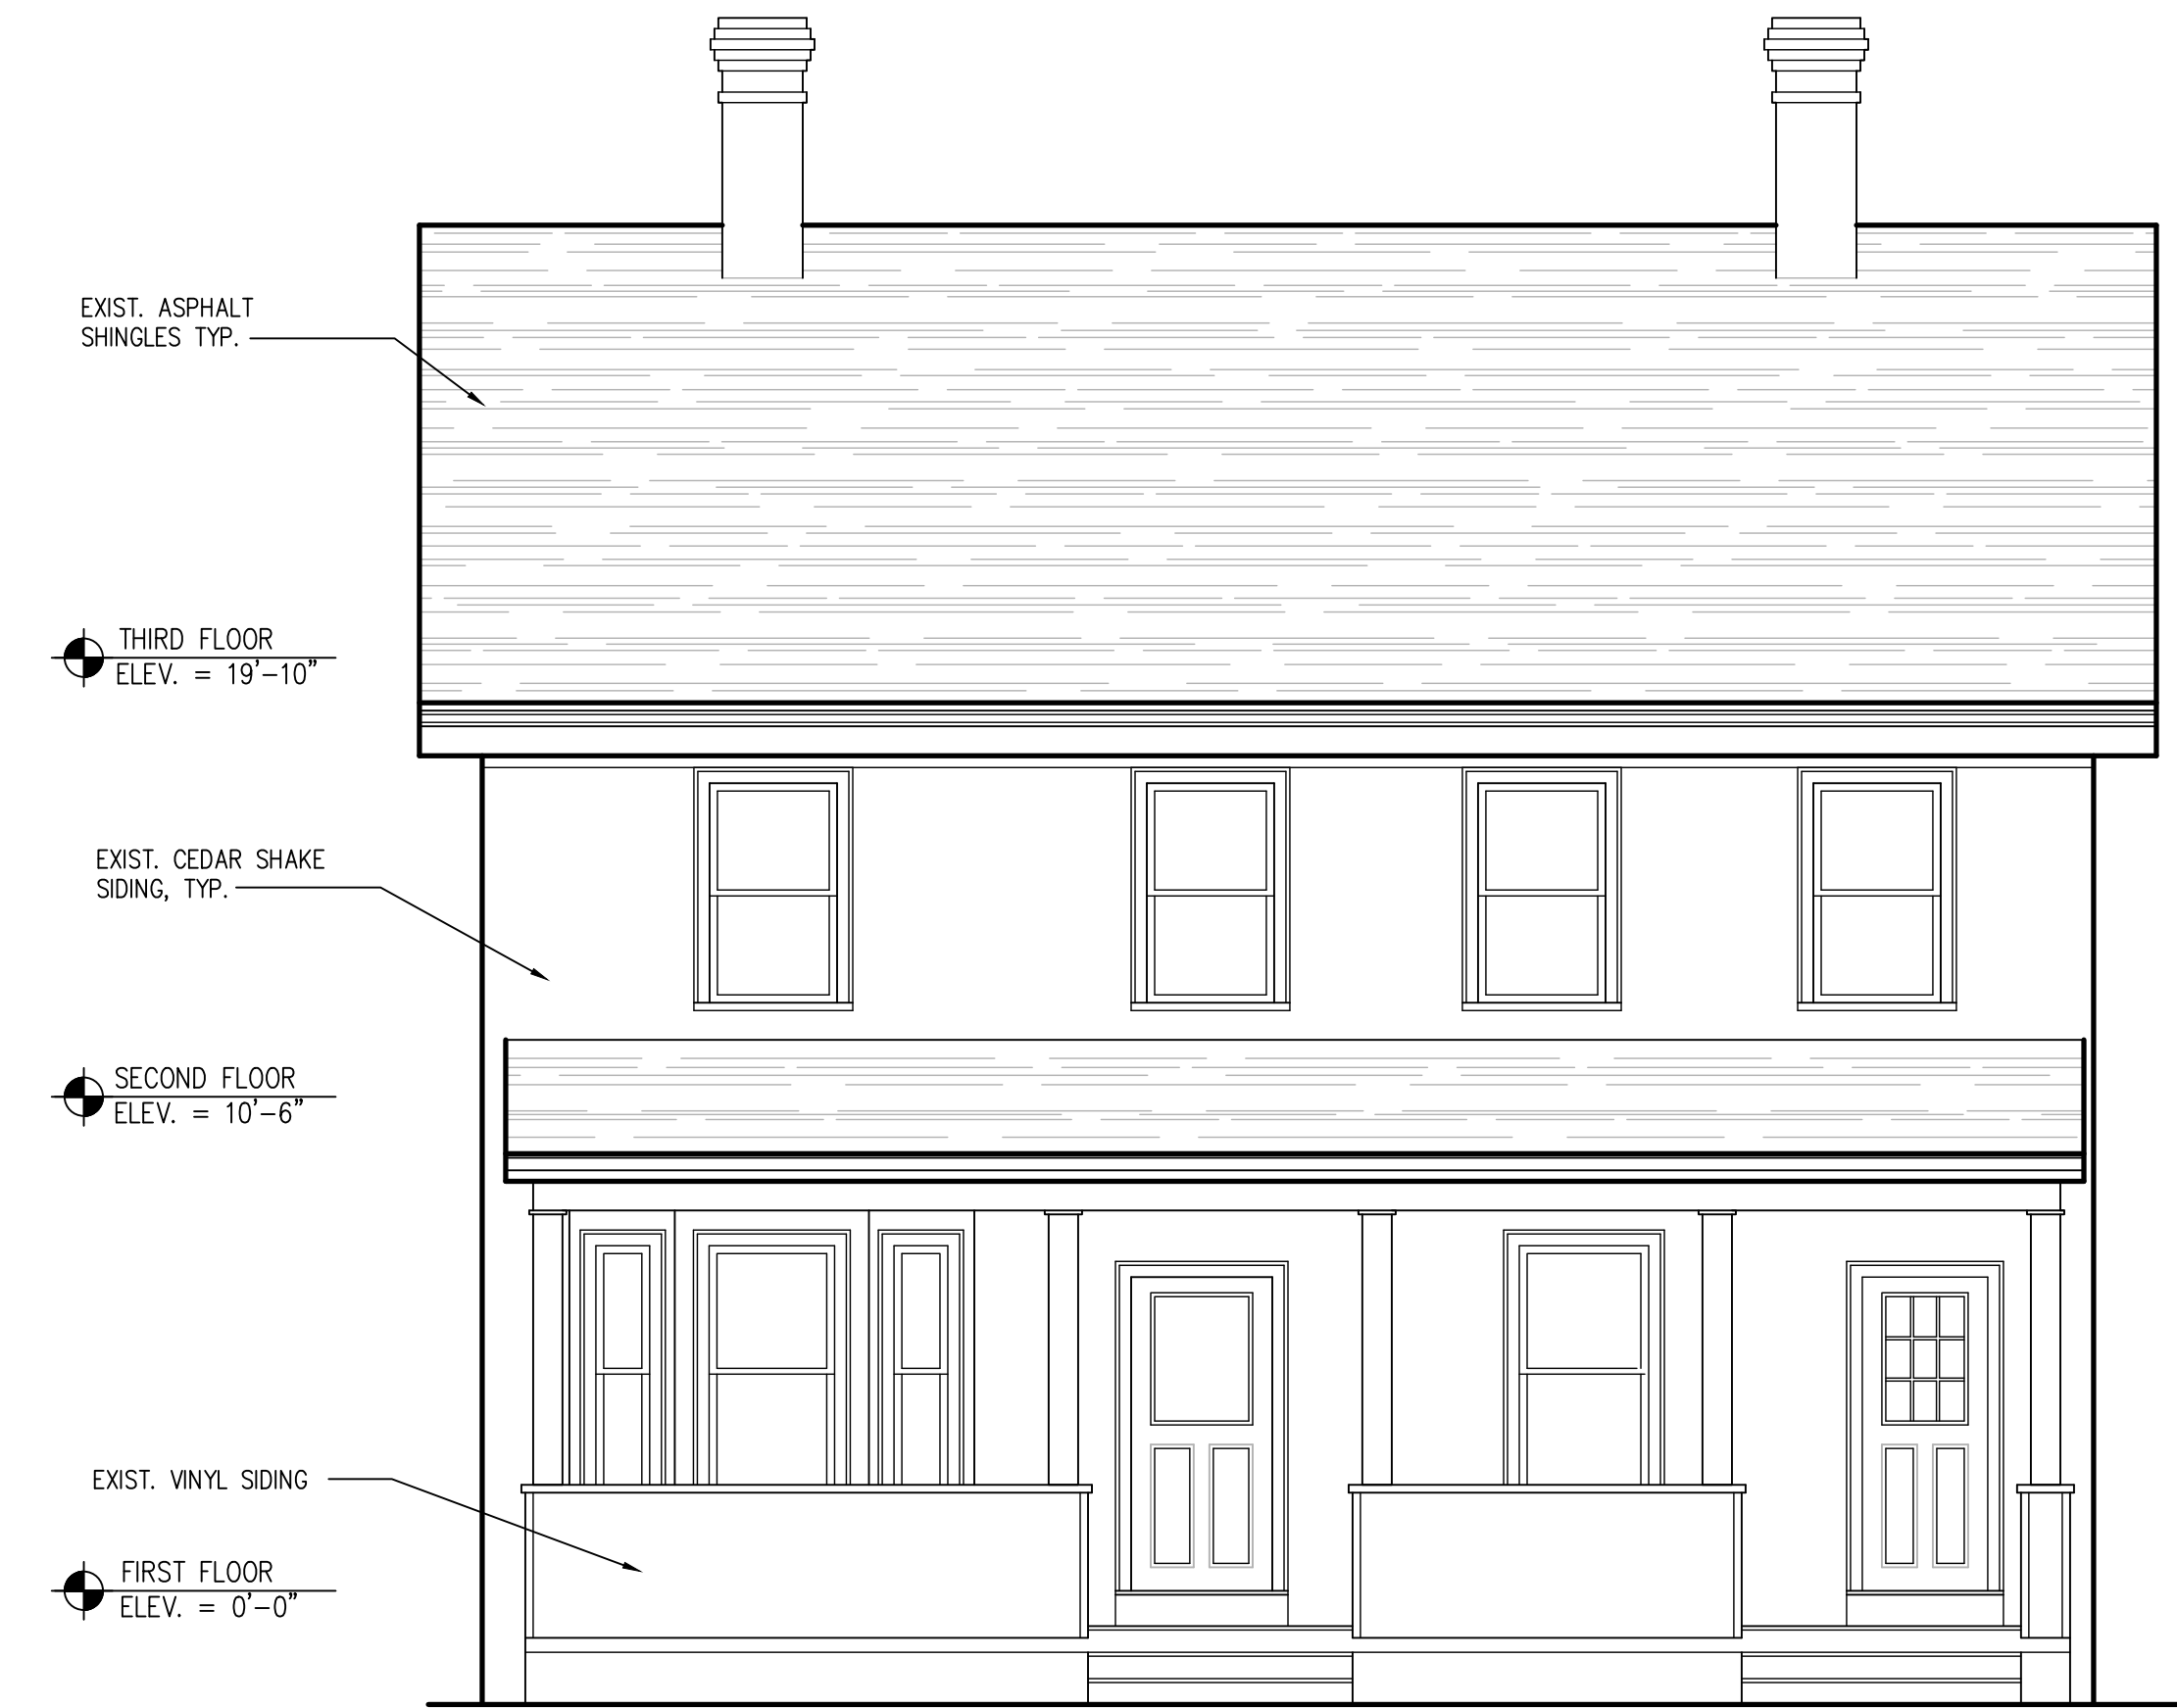 EXIST. ASPHALT
SHINGLES TYP.
THIRD FLOOR
ELEV. = 19'-10"
EXIST. CEDAR SHAKE
SIDING, TYP.
SECOND FLOOR
ELEV. = 10'-6"
EXIST. VINYL SIDING
FIRST FLOOR
ELEV. = 0'-0"